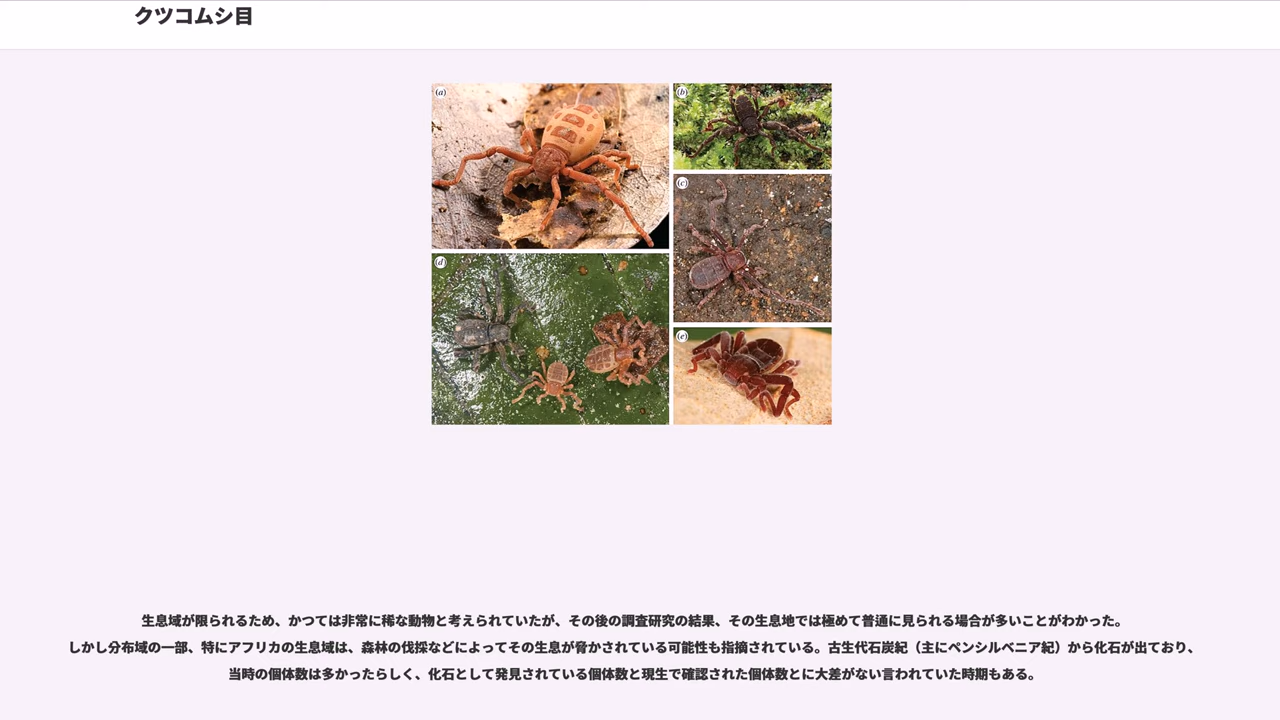 クツコムシ目
(a)
(b)
(c)
(d)
(e)
生息域が限られるため、かつては非常に稀な動物と考えられていたが、その後の調査研究の結果、その生息地では極めて普通に見られる場合が多いことがわかった。
しかし分布域の一部、特にアフリカの生息域は、森林の伐採などによってその生息が脅かされている可能性も指摘されている。古生代石炭紀（主にペンシルベニア紀）から化石が出ており、
当時の個体数は多かったらしく、化石として発見されている個体数と現生で確認された個体数とに大差がない言われていた時期もある。